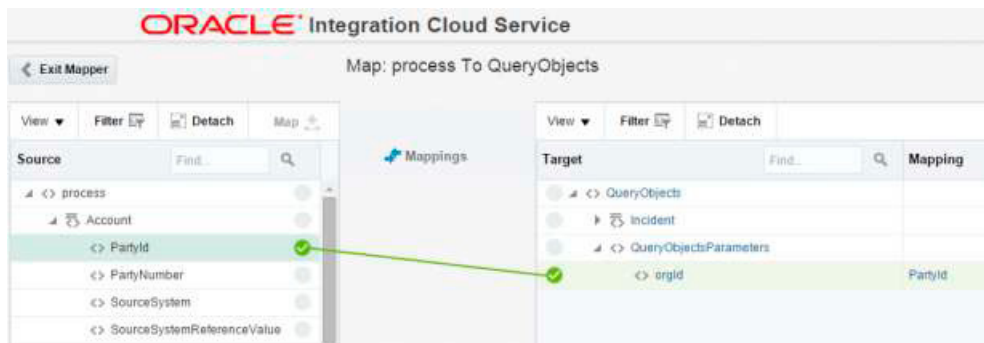 ORACLE Integration Cloud Service
Exit Mapper
Map: process To QueryObjects
View Filter Detach Map
Source Find...
<> process
Account
<> PartyId
<> PartyNumber
<> SourceSystem
<> SourceSystemReferenceValue
Mappings
View Filter Detach
Target Find... Mapping
<> QueryObjects
Incident
<> QueryObjectsParameters
<> orgId PartyId